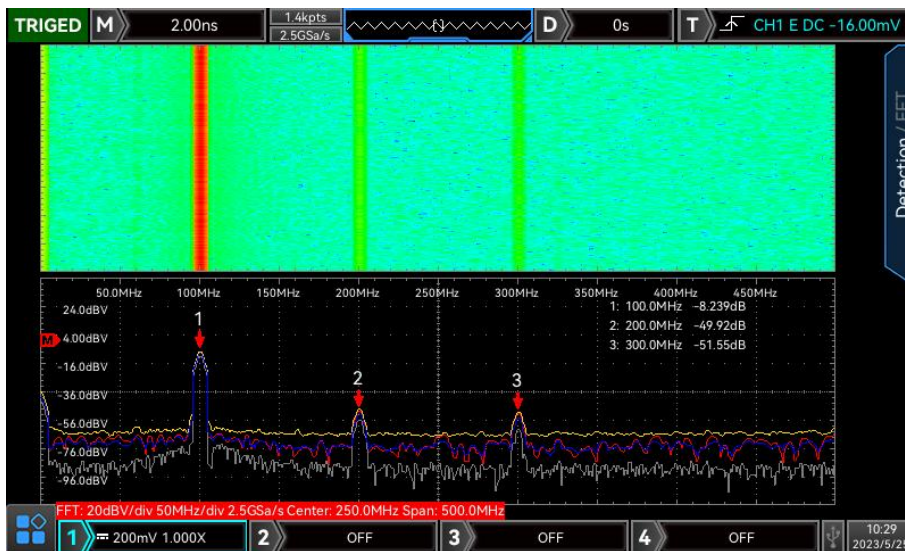 TRIGED M 2.00ns 1.4kpts D 0s T CH1 E DC -16.00mV
2.5GSa/s
Detection / FFT
50.0MHz 100MHz 150MHz 200MHz 250MHz 300MHz 350MHz 400MHz 450MHz
24.0dBV
1: 100.0MHz -8.239dB
2: 200.0MHz -49.92dB
3: 300.0MHz -51.55dB
1
M 4.00dBV
-16.0dBV
2
3
-36.0dBV
-56.0dBV
-76.0dBV
-96.0dBV
FFT: 20dBV/div 50MHz/div 2.5GSa/s Center: 250.0MHz Span: 500.0MHz
1 200mV 1.000X 2 OFF 3 OFF 4 OFF 10:29
2023/5/25